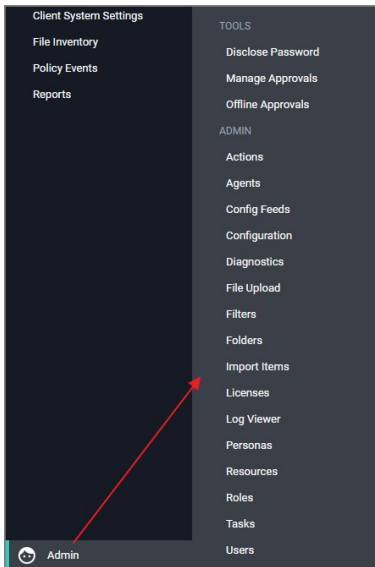 Client System Settings
File Inventory
Policy Events
Reports
Admin
TOOLS
Disclose Password
Manage Approvals
Offline Approvals
ADMIN
Actions
Agents
Config Feeds
Configuration
Diagnostics
File Upload
Filters
Folders
Import Items
Licenses
Log Viewer
Personas
Resources
Roles
Tasks
Users